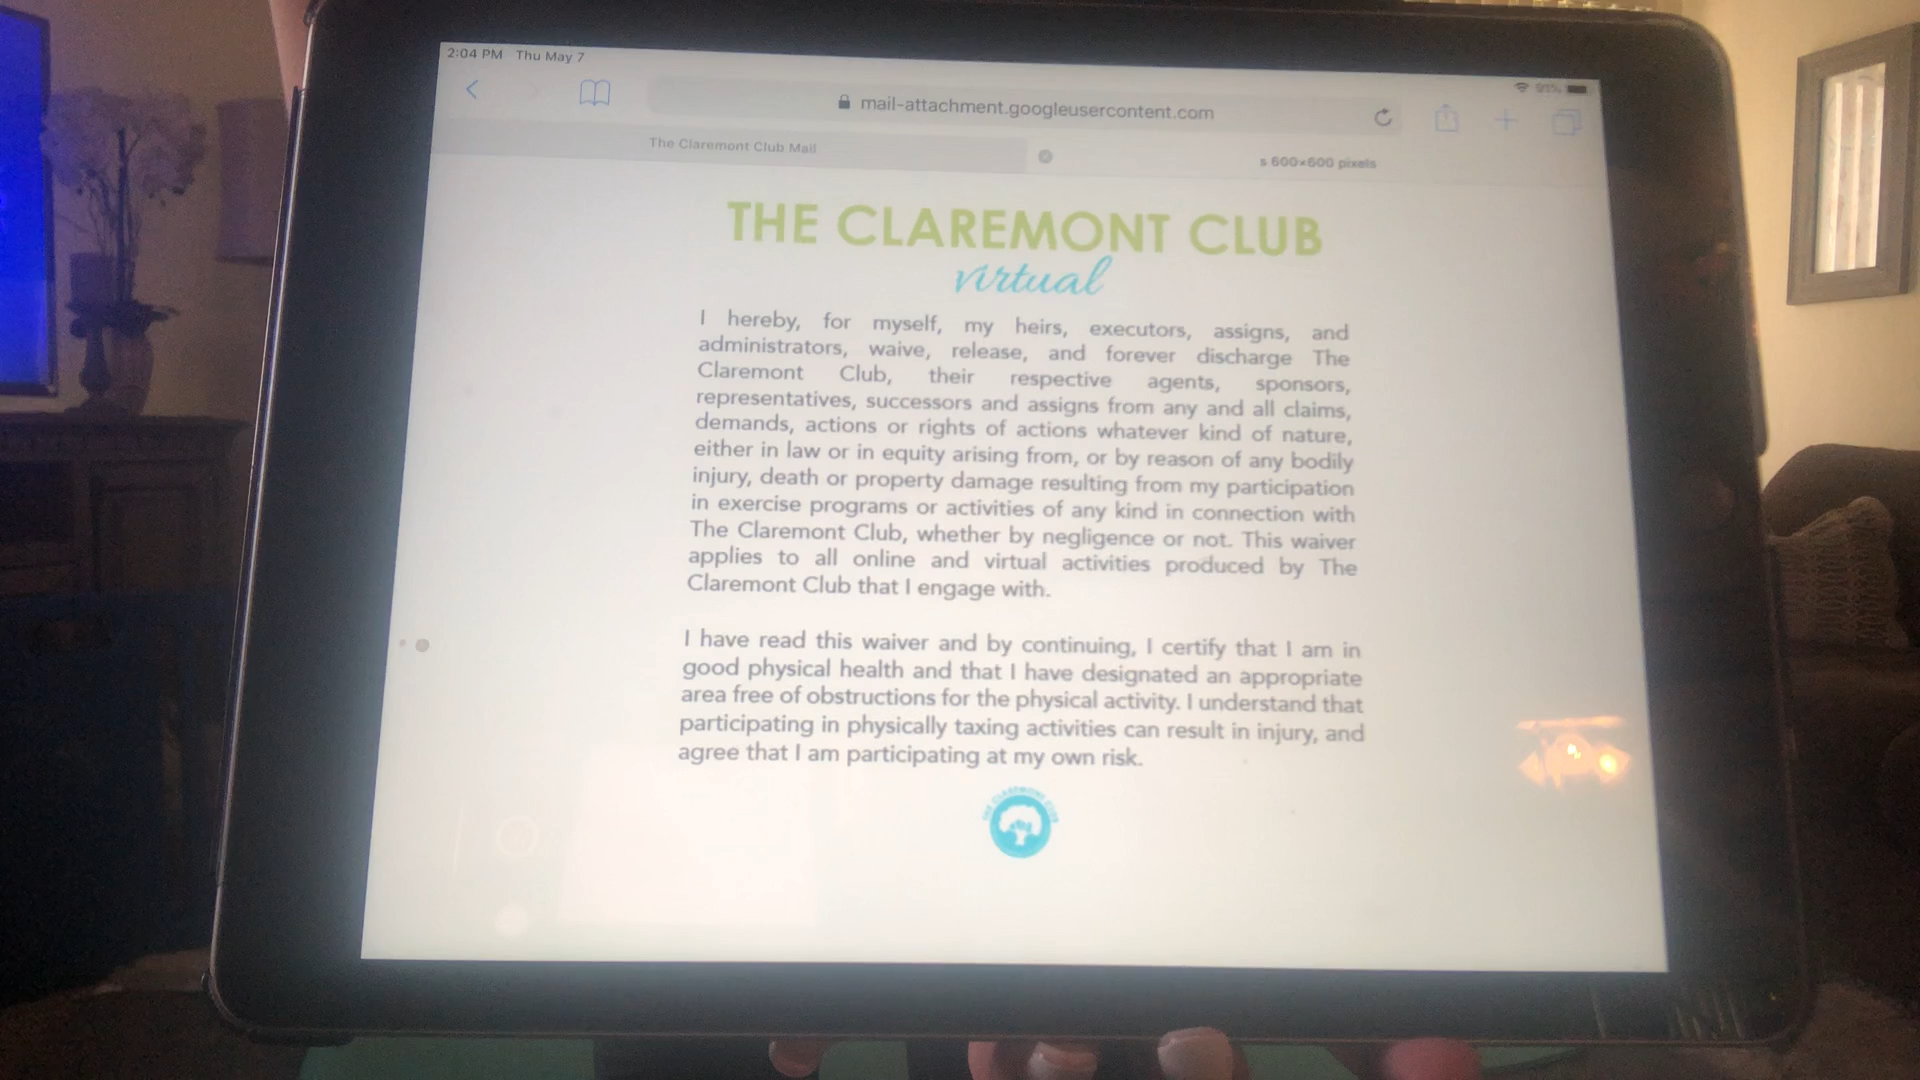 2:04 PM Thu May 7
mail-attachment.googleusercontent.com
The Claremont Club Mail
s 600×600 pixels
THE CLAREMONT CLUB
virtual
I hereby, for myself, my heirs, executors, assigns, and
administrators, waive, release, and forever discharge The
Claremont Club, their respective agents, sponsors,
representatives, successors and assigns from any and all claims,
demands, actions or rights of actions whatever kind of nature,
either in law or in equity arising from, or by reason of any bodily
injury, death or property damage resulting from my participation
in exercise programs or activities of any kind in connection with
The Claremont Club, whether by negligence or not. This waiver
applies to all online and virtual activities produced by The
Claremont Club that I engage with.
I have read this waiver and by continuing, I certify that I am in
good physical health and that I have designated an appropriate
area free of obstructions for the physical activity. I understand that
participating in physically taxing activities can result in injury, and
agree that I am participating at my own risk.
THE CLAREMONT CLUB